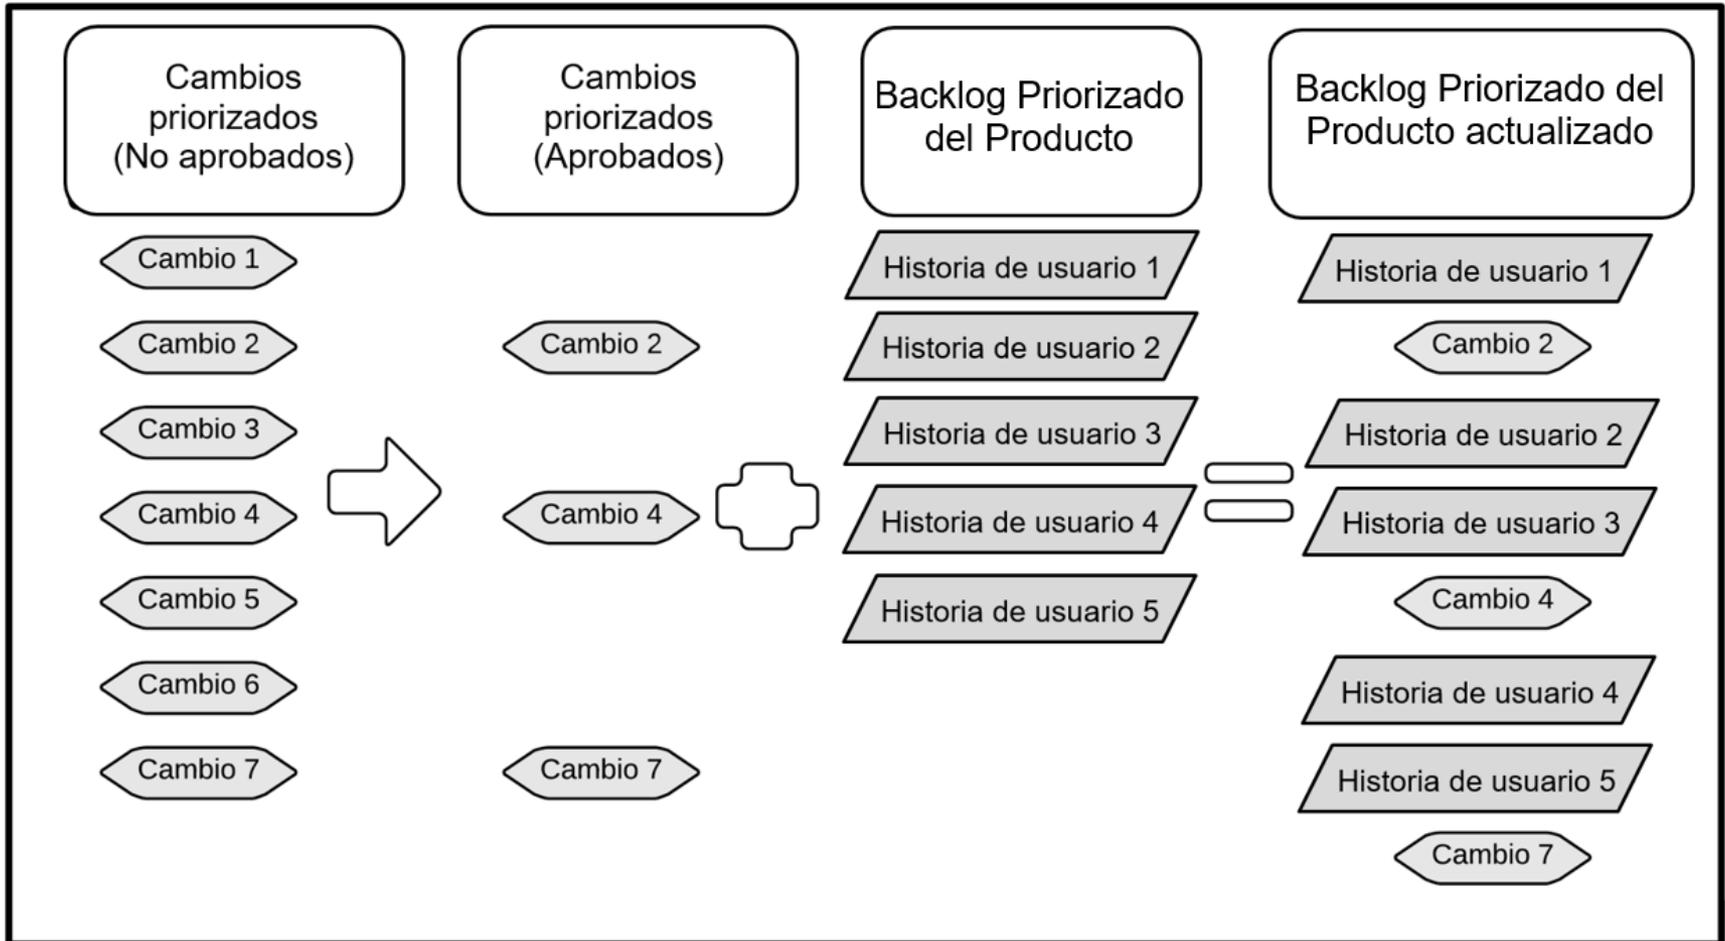 Cambios
priorizados
(No aprobados)
Cambios
priorizados
(Aprobados)
Backlog Priorizado
del Producto
Backlog Priorizado del
Producto actualizado
Cambio 1
Cambio 2
Cambio 3
Cambio 4
Cambio 5
Cambio 6
Cambio 7
Cambio 2
Cambio 4
Cambio 7
Historia de usuario 1
Historia de usuario 2
Historia de usuario 3
Historia de usuario 4
Historia de usuario 5
Historia de usuario 1
Cambio 2
Historia de usuario 2
Historia de usuario 3
Cambio 4
Historia de usuario 4
Historia de usuario 5
Cambio 7